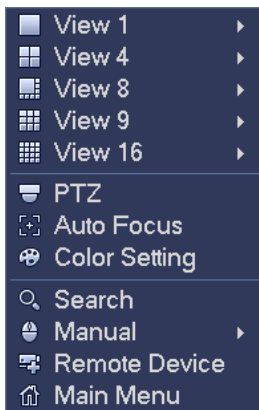 View 1
View 4
View 8
View 9
View 16
PTZ
Auto Focus
Color Setting
Search
Manual
Remote Device
Main Menu